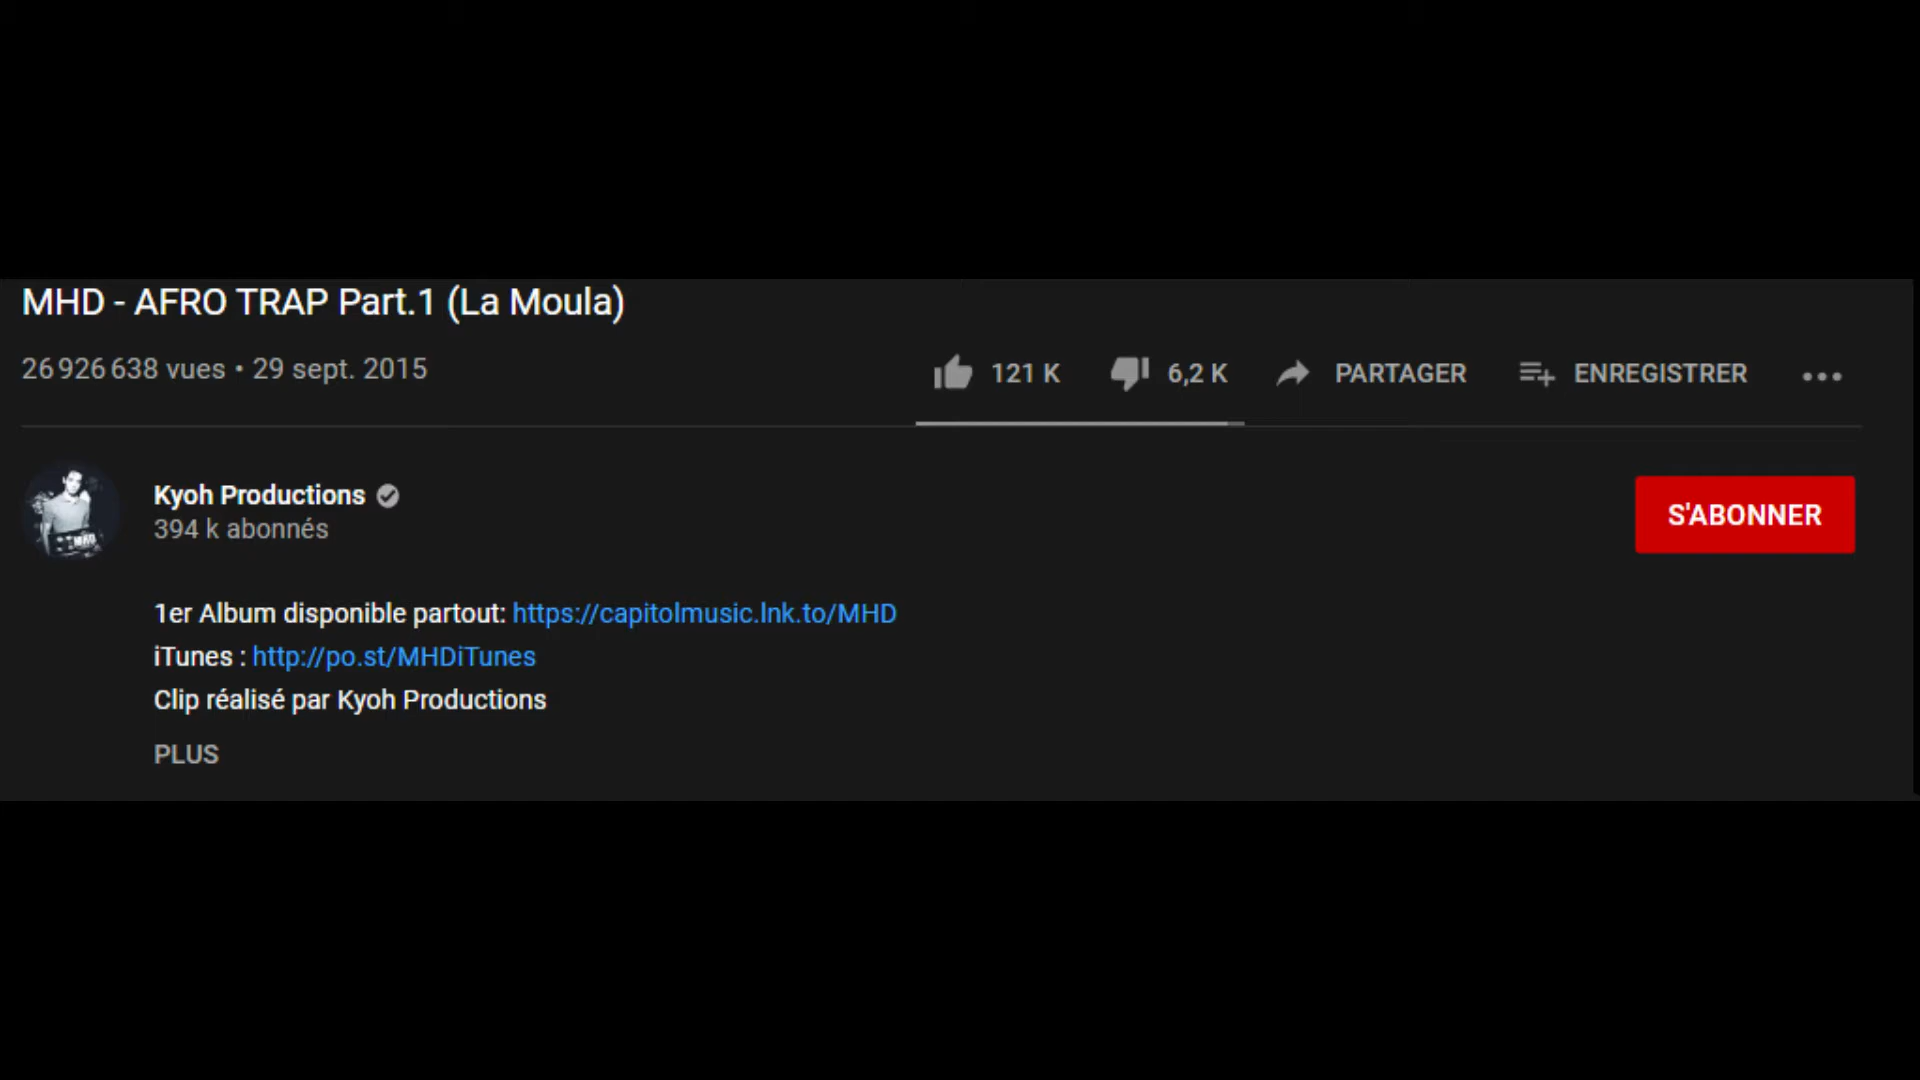 MHD - AFRO TRAP Part.1 (La Moula)
26 926 638 vues • 29 sept. 2015
121 K 6,2 K PARTAGER ENREGISTRER
Kyoh Productions
394 k abonnés
S'ABONNER
1er Album disponible partout: https://capitolmusic.lnk.to/MHD
iTunes : http://po.st/MHDiTunes
Clip réalisé par Kyoh Productions
PLUS